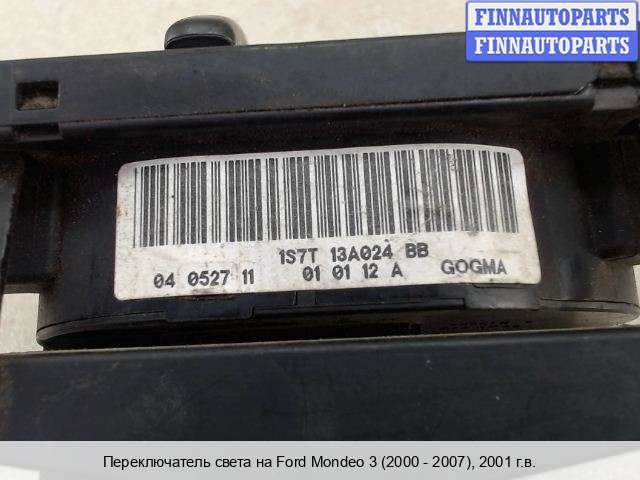 FINNAUTOPARTS
FINNAUTOPARTS
1S7T 13A024 BB
04 0527 11 01 01 12 A GOGMA
Переключатель света на Ford Mondeo 3 (2000 - 2007), 2001 г.в.